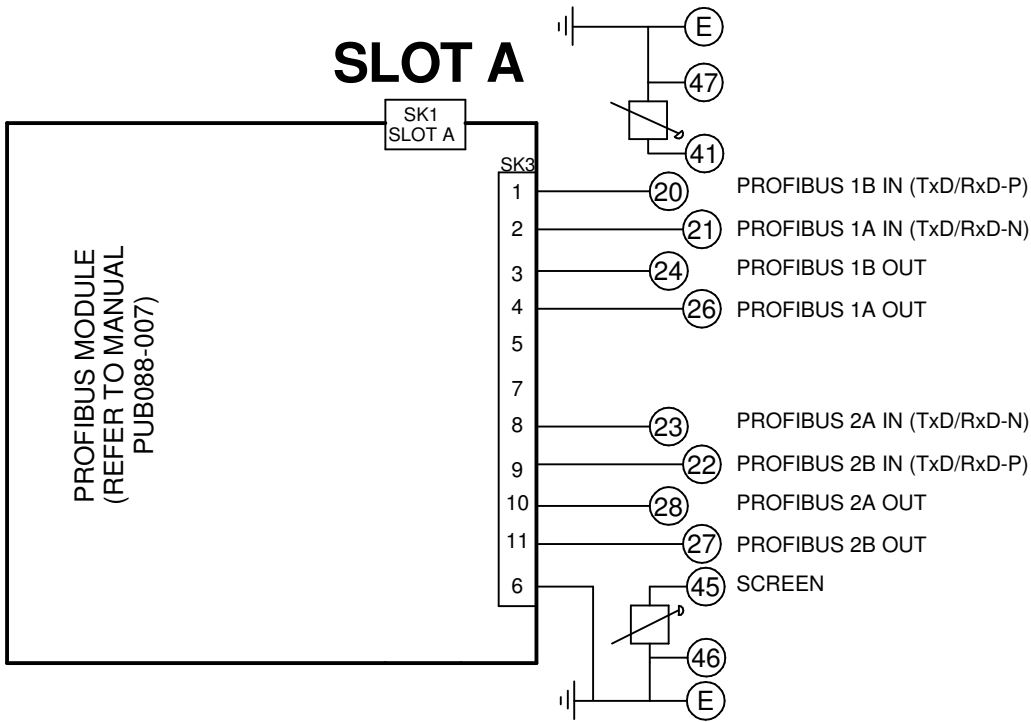 SLOT A
SK1
SLOT A
E
47
41
SK3
1
20
PROFIBUS 1B IN (TxD/RxD-P)
2
21
PROFIBUS 1A IN (TxD/RxD-N)
3
24
PROFIBUS 1B OUT
4
26
PROFIBUS 1A OUT
5
7
8
23
PROFIBUS 2A IN (TxD/RxD-N)
9
22
PROFIBUS 2B IN (TxD/RxD-P)
10
28
PROFIBUS 2A OUT
11
27
PROFIBUS 2B OUT
6
45
SCREEN
46
E
PROFIBUS MODULE
(REFER TO MANUAL
PUB088-007)